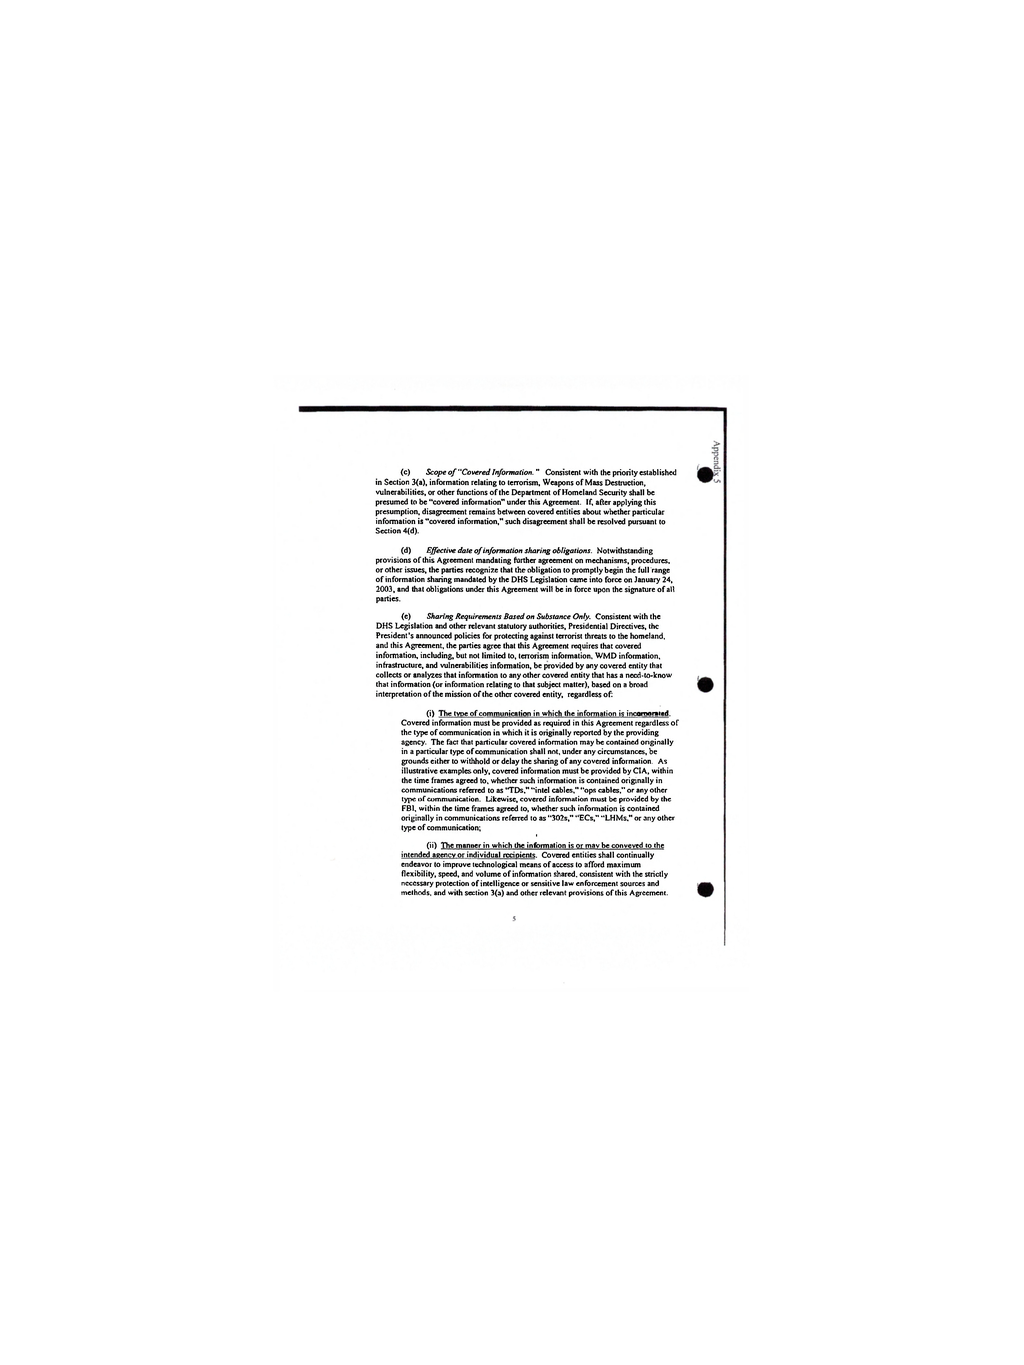 Appendix 5
(c) Scope of "Covered Information." Consistent with the priority established
in Section 3(a), information relating to terrorism, Weapons of Mass Destruction,
vulnerabilities, or other functions of the Department of Homeland Security shall be
presumed to be "covered information" under this Agreement. If, after applying this
presumption, disagreement remains between covered entities about whether particular
information is "covered information," such disagreement shall be resolved pursuant to
Section 4(d).
(d) Effective date of information sharing obligations. Notwithstanding
provisions of this Agreement mandating further agreement on mechanisms, procedures,
or other issues, the parties recognize that the obligation to promptly begin the full range
of information sharing mandated by the DHS Legislation came into force on January 24,
2003, and that obligations under this Agreement will be in force upon the signature of all
parties.
(e) Sharing Requirements Based on Substance Only. Consistent with the
DHS Legislation and other relevant statutory authorities, Presidential Directives, the
President's announced policies for protecting against terrorist threats to the homeland,
and this Agreement, the parties agree that this Agreement requires that covered
information, including, but not limited to, terrorism information, WMD information,
infrastructure, and vulnerabilities information, be provided by any covered entity that
collects or analyzes that information to any other covered entity that has a need-to-know
that information (or information relating to that subject matter), based on a broad
interpretation of the mission of the other covered entity, regardless of:
(i) The type of communication in which the information is incorporated.
Covered information must be provided as required in this Agreement regardless of
the type of communication in which it is originally reported by the providing
agency. The fact that particular covered information may be contained originally
in a particular type of communication shall not, under any circumstances, be
grounds either to withhold or delay the sharing of any covered information. As
illustrative examples only, covered information must be provided by CIA, within
the time frames agreed to, whether such information is contained originally in
communications referred to as "TDs," "intel cables," "ops cables," or any other
type of communication. Likewise, covered information must be provided by the
FBI, within the time frames agreed to, whether such information is contained
originally in communications referred to as "302s," "ECs," "LHMs," or any other
type of communication;
(ii) The manner in which the information is or may be conveyed to the
intended agency or individual recipients. Covered entities shall continually
endeavor to improve technological means of access to afford maximum
flexibility, speed, and volume of information shared, consistent with the strictly
necessary protection of intelligence or sensitive law enforcement sources and
methods, and with section 3(a) and other relevant provisions of this Agreement.
5